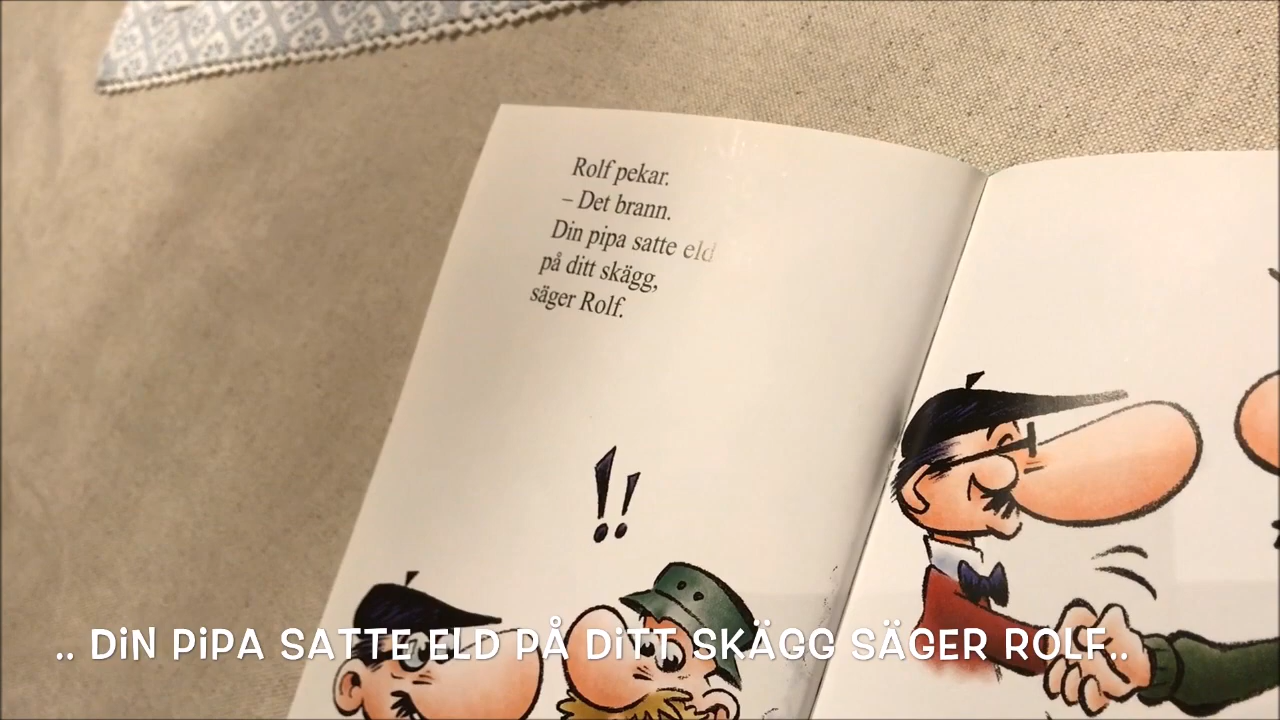 Rolf pekar.
– Det brann.
Din pipa satte eld
på ditt skägg,
säger Rolf.
!!
.. DiN PiPA SATTE ELD PÅ DiTT SKÄGG SÄGER ROLF..